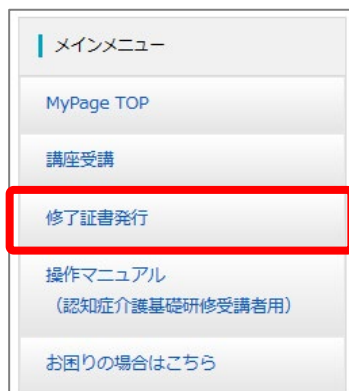 メインメニュー
MyPage TOP
講座受講
修了証書発行
操作マニュアル
（認知症介護基礎研修受講者用）
お困りの場合はこちら